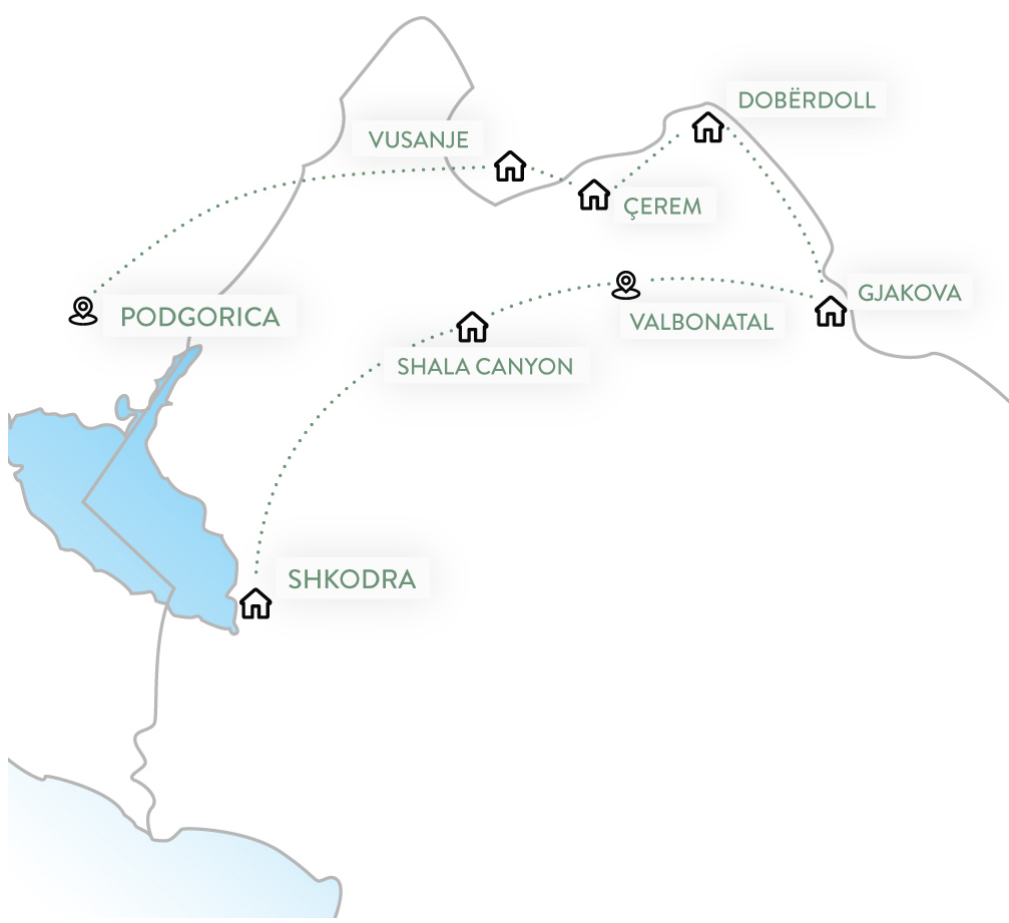 DOBËRDOLL
VUSANJE
ÇEREM
GJAKOVA
PODGORICA
VALBONATAL
SHALA CANYON
SHKODRA